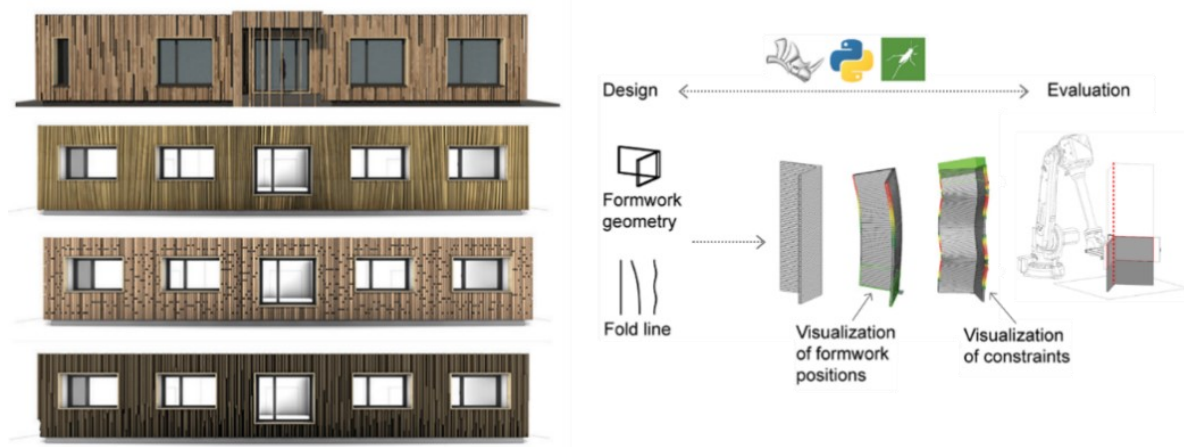 Design
Evaluation
Formwork
geometry
Fold line
Visualization
of formwork
positions
Visualization
of constraints